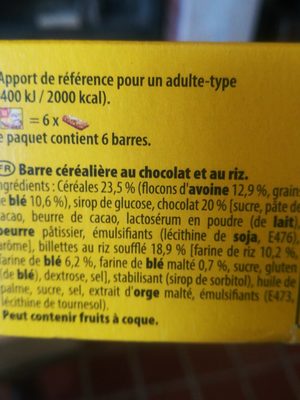 Apport de référence pour un adulte-type
400 kJ / 2000 kcal).
= 6 x
e paquet contient 6 barres.
FR Barre céréalière au chocolat et au riz.
ngrédients : Céréales 23,5 % (flocons d'avoine 12,9 %, grain
de blé 10,6 %), sirop de glucose, chocolat 20 % [sucre, pâte de
cacao, beurre de cacao, lactosérum en poudre (de lait),
beurre pâtissier, émulsifiants (lécithine de soja, E476),
arôme], billettes au riz soufflé 18,9 % [farine de riz 10,2 %,
farine de blé 6,2 %, farine de blé malté 0,7 %, sucre, gluten
(de blé), dextrose, sel], stabilisant (sirop de sorbitol), huile de
palme, sucre, sel, extrait d'orge malté, émulsifiants (E473,
lécithine de tournesol).
Peut contenir fruits à coque.